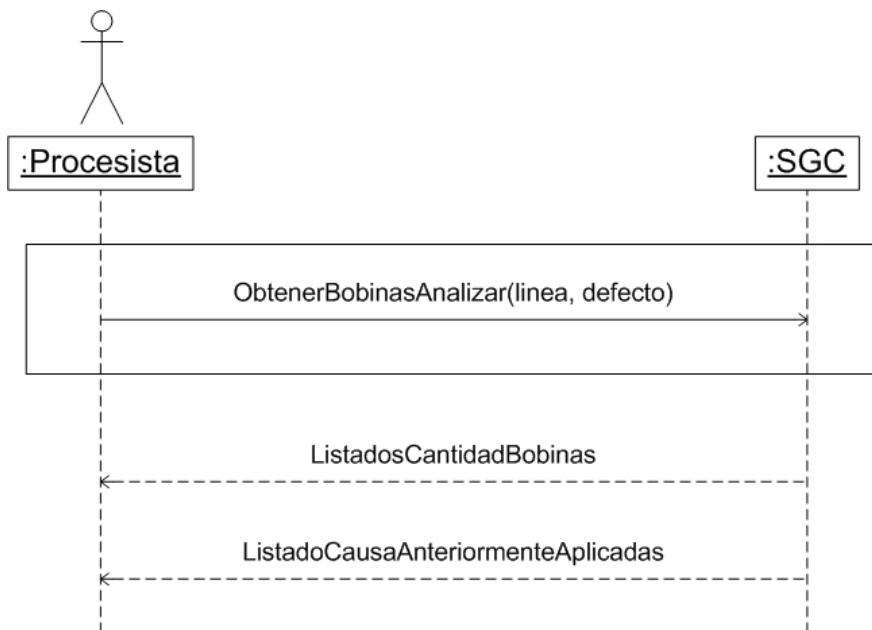 :Procesista
:SGC
ObtenerBobinasAnalizar(linea, defecto)
ListadosCantidadBobinas
ListadoCausaAnteriormenteAplicadas